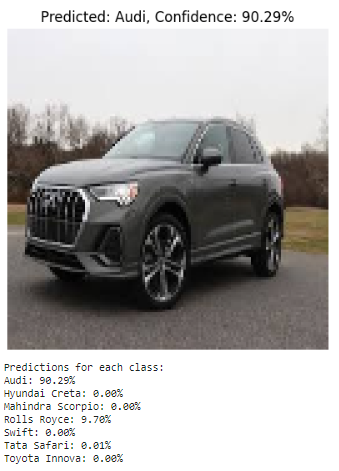 Predicted: Audi, Confidence: 90.29%
Predictions for each class:
Audi: 90.29%
Hyundai Creta: 0.00%
Mahindra Scorpio: 0.00%
Rolls Royce: 9.70%
Swift: 0.00%
Tata Safari: 0.01%
Toyota Innova: 0.00%